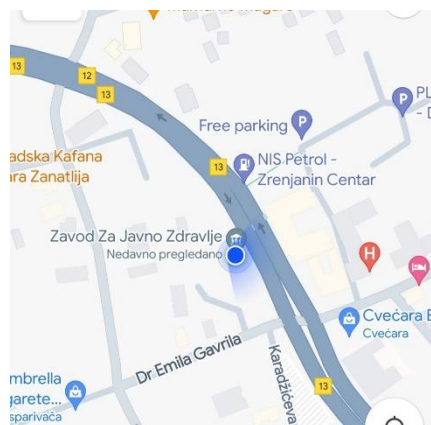 13
12
13
Free parking
P
P
PL
- D
adska Kafana
ara Zanatlija
13
NIS Petrol -
Zrenjanin Centar
Zavod Za Javno Zdravlje
Nedavno pregledano
H
Cvećara E
Cvećara
Dr Emila Gavrila
Karadžićeva
mbrella
garete...
sparivača
13